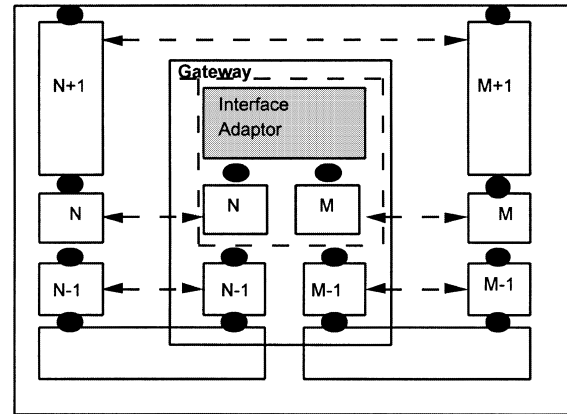 Gateway
N+1
Interface
Adaptor
M+1
N
N
M
M
N-1
N-1
M-1
M-1